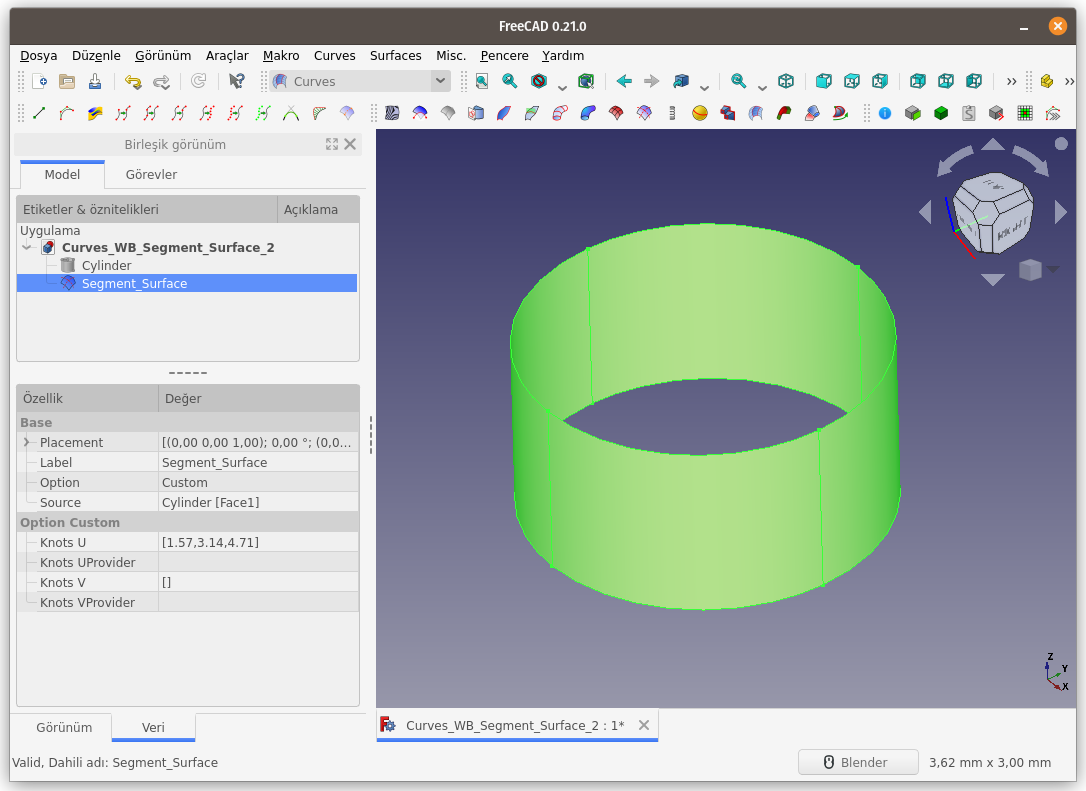 FreeCAD 0.21.0
Dosya Düzenle Görünüm Araçlar Makro Curves Surfaces Misc. Pencere Yardım
Curves
Birleşik görünüm
Model Görevler
Etiketler & öznitelikleri Açıklama
Uygulama
Curves_WB_Segment_Surface_2
Cylinder
Segment_Surface
Özellik Değer
Base
Placement [(0,00 0,00 1,00); 0,00 °; (0,0...
Label Segment_Surface
Option Custom
Source Cylinder [Face1]
Option Custom
Knots U [1.57,3.14,4.71]
Knots UProvider
Knots V []
Knots VProvider
RIGHT
Z
Y
X
Görünüm Veri
Curves_WB_Segment_Surface_2 : 1*
Valid, Dahili adı: Segment_Surface
Blender 3,62 mm x 3,00 mm